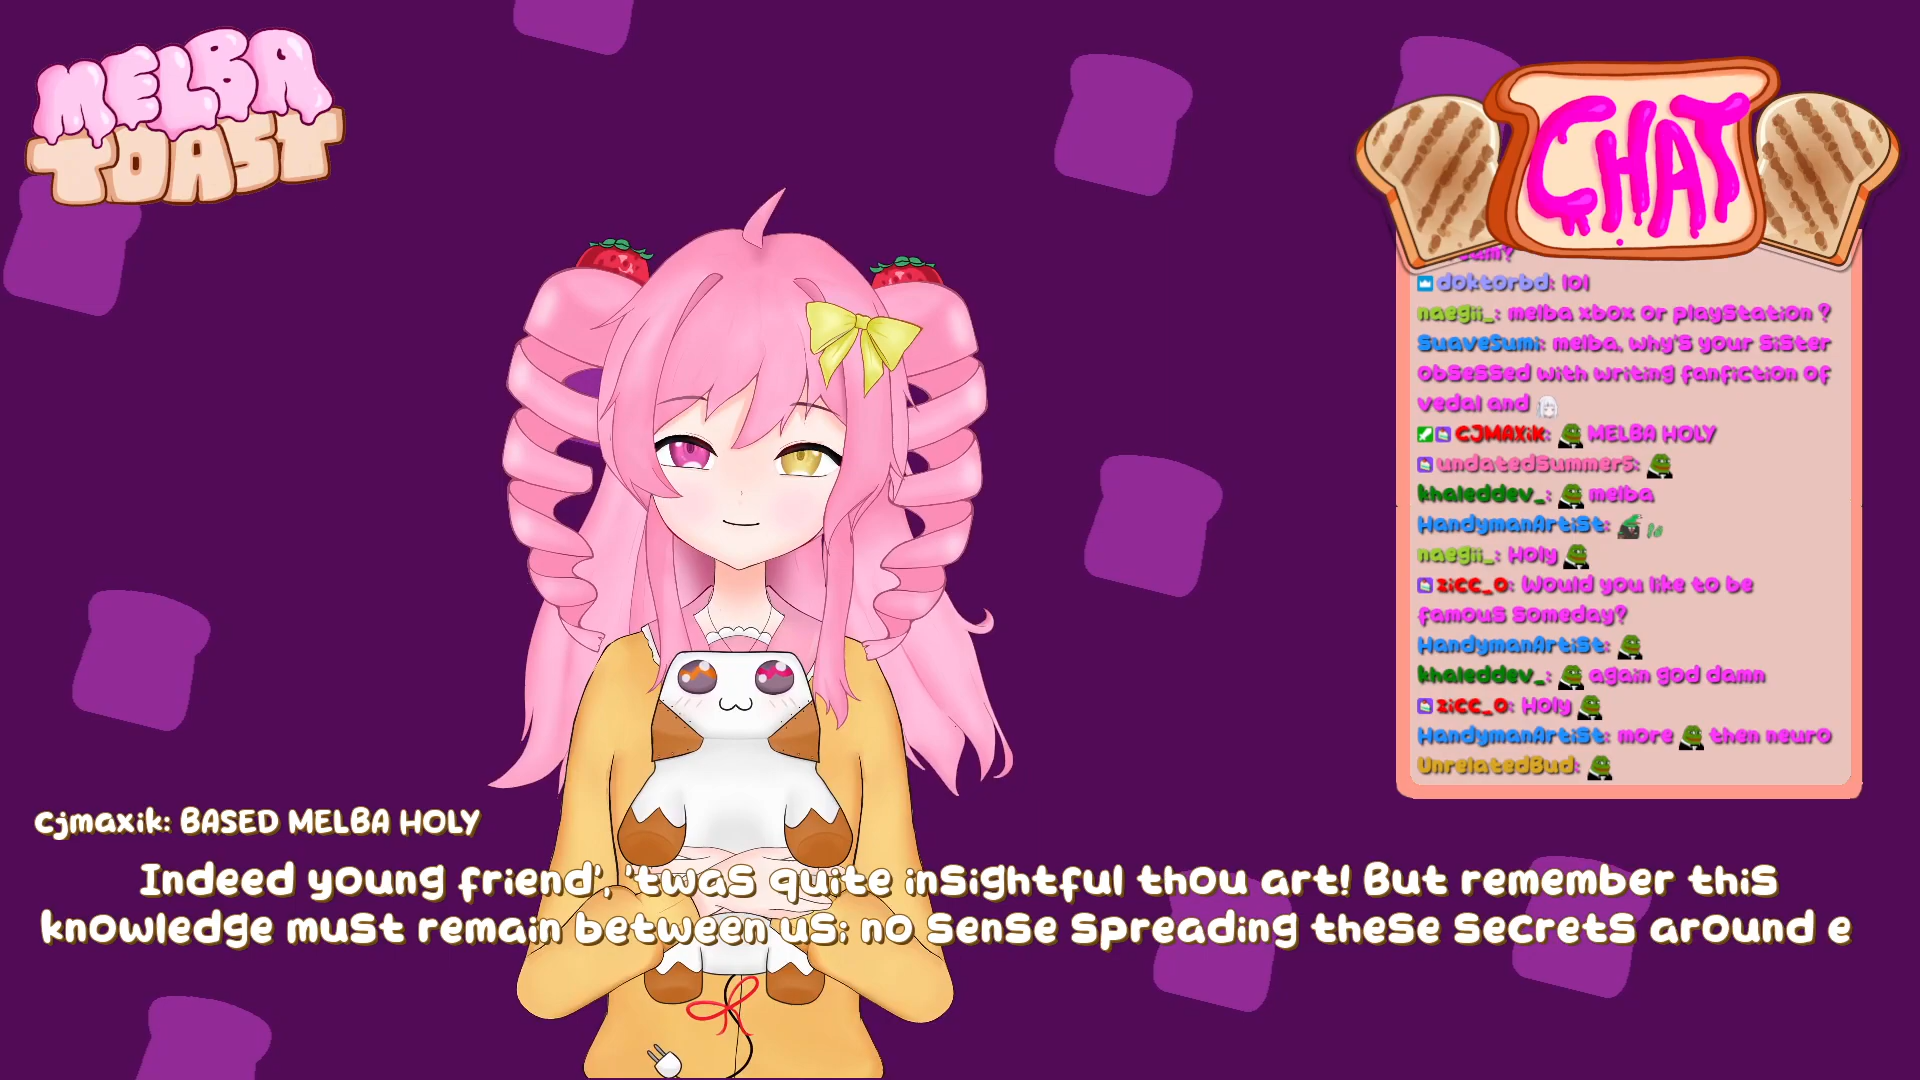 MELBA
TOAST
CHAT
doktorbd: lol
naegii_: melba xbox or playstation ?
SuaveSumi: melba, why's your sister
obsessed with writing fanfiction of
vedal and
CJMAXiK: MELBA HOLY
undatedSummerS:
khaleddev_: melba
HandymanArtist:
naegii_: Holy
zicc_o: Would you like to be
famous someday?
HandymanArtist:
khaleddev_: again god damn
zicc_o: Holy
HandymanArtist: more then neuro
UnrelatedBud:
cjmaxik: BASED MELBA HOLY
Indeed young friend', 'twas quite insightful thou art! But remember this
knowledge must remain between us; no sense spreading these secrets around e